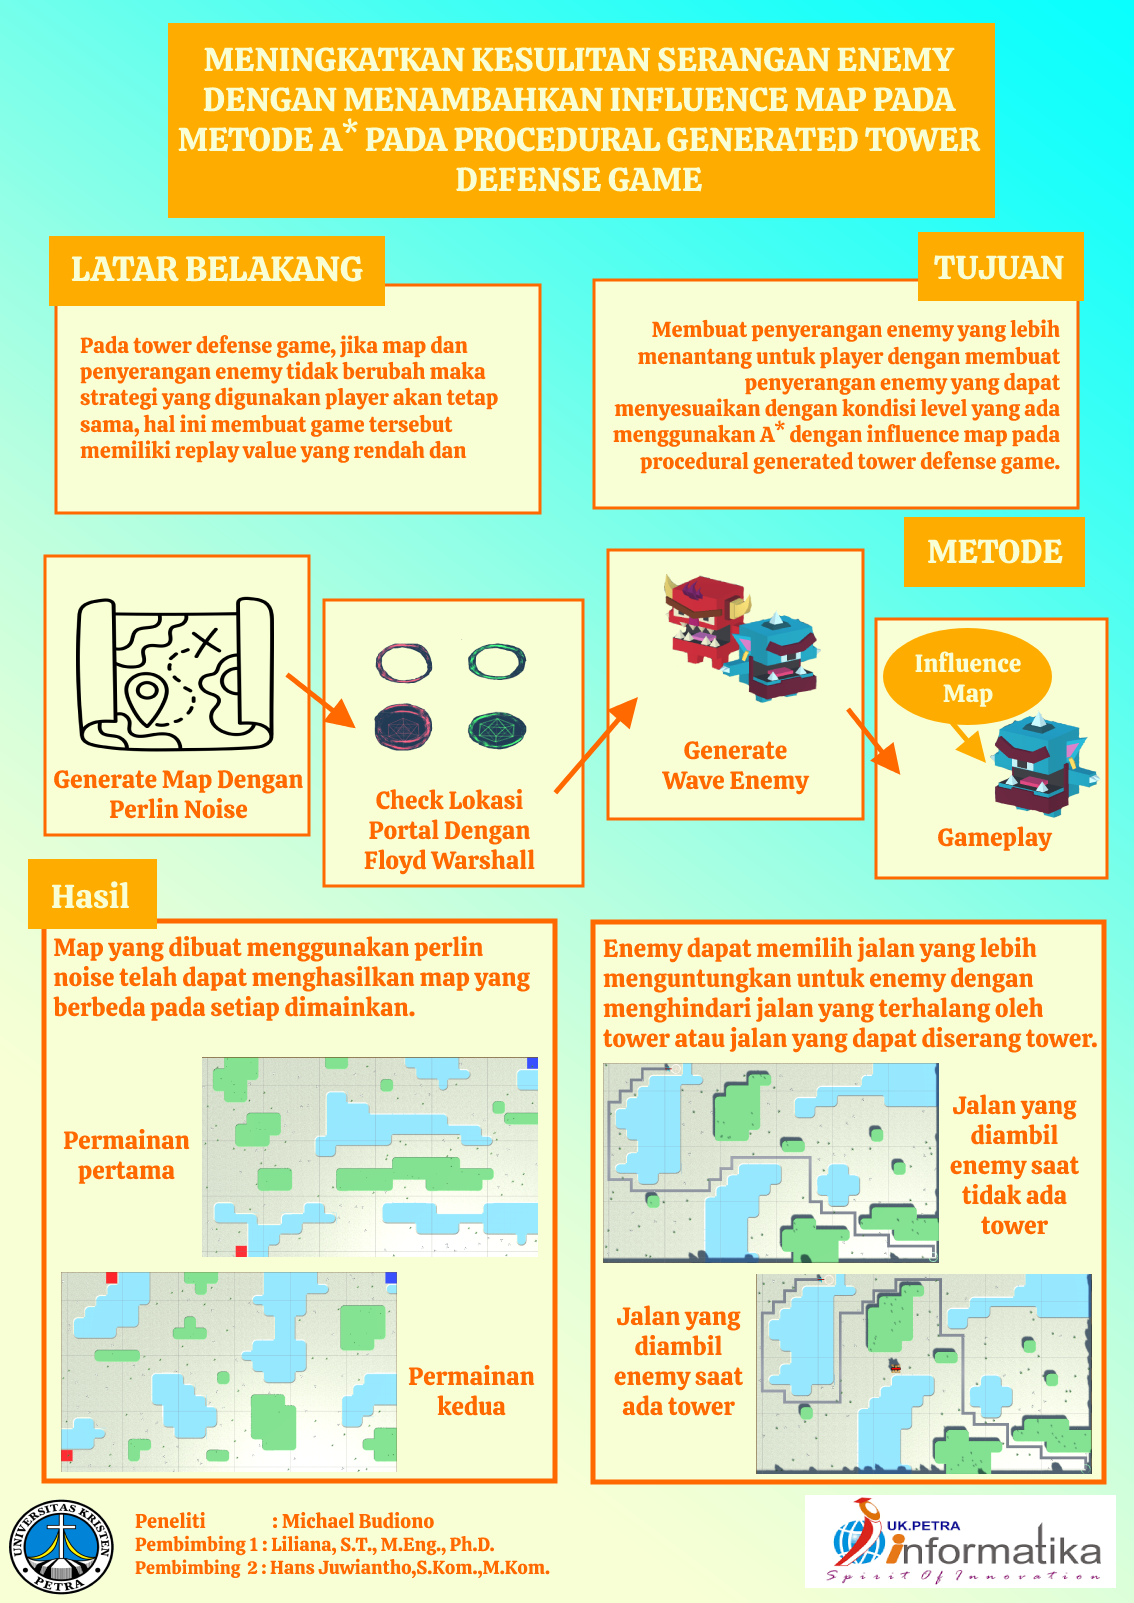 MENINGKATKAN KESULITAN SERANGAN ENEMY
DENGAN MENAMBAHKAN INFLUENCE MAP PADA
METODE A* PADA PROCEDURAL GENERATED TOWER
DEFENSE GAME
LATAR BELAKANG
Pada tower defense game, jika map dan
penyerangan enemy tidak berubah maka
strategi yang digunakan player akan tetap
sama, hal ini membuat game tersebut
memiliki replay value yang rendah dan
TUJUAN
Membuat penyerangan enemy yang lebih
menantang untuk player dengan membuat
penyerangan enemy yang dapat
menyesuaikan dengan kondisi level yang ada
menggunakan A* dengan influence map pada
procedural generated tower defense game.
METODE
Generate Map Dengan
Perlin Noise
Check Lokasi
Portal Dengan
Floyd Warshall
Generate
Wave Enemy
Influence
Map
Gameplay
Hasil
Map yang dibuat menggunakan perlin
noise telah dapat menghasilkan map yang
berbeda pada setiap dimainkan.
Permainan
pertama
Permainan
kedua
Enemy dapat memilih jalan yang lebih
menguntungkan untuk enemy dengan
menghindari jalan yang terhalang oleh
tower atau jalan yang dapat diserang tower.
Jalan yang
diambil
enemy saat
tidak ada
tower
Jalan yang
diambil
enemy saat
ada tower
UNIVERSITAS KRISTEN
PETRA
Peneliti : Michael Budiono
Pembimbing 1 : Liliana, S.T., M.Eng., Ph.D.
Pembimbing 2 : Hans Juwiantho,S.Kom.,M.Kom.
UK.PETRA
informatika
Spirit Of Innovation